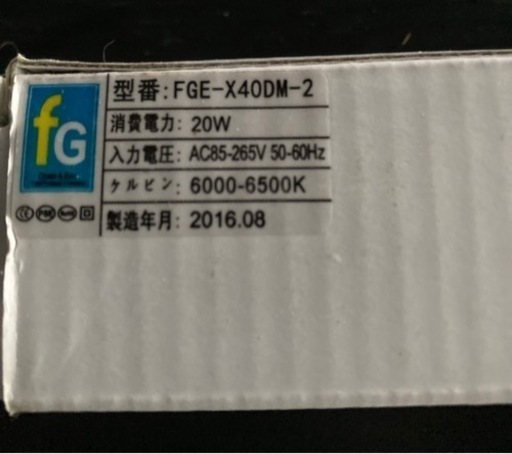 fG
型番: FGE-X40DM-2
消費電力: 20W
入力電圧: AC85-265V 50-60Hz
ケルビン: 6000-6500K
製造年月: 2016.08